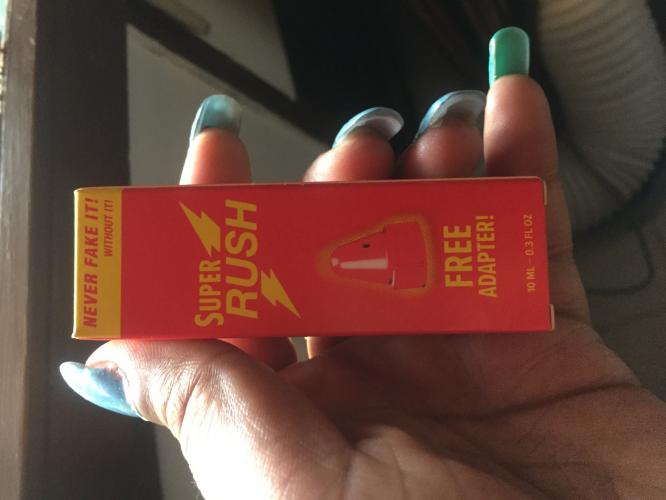 NEVER FAKE IT!
WITHOUT IT!
SUPER
RUSH
FREE
ADAPTER!
10 ML - 0.3 FL OZ